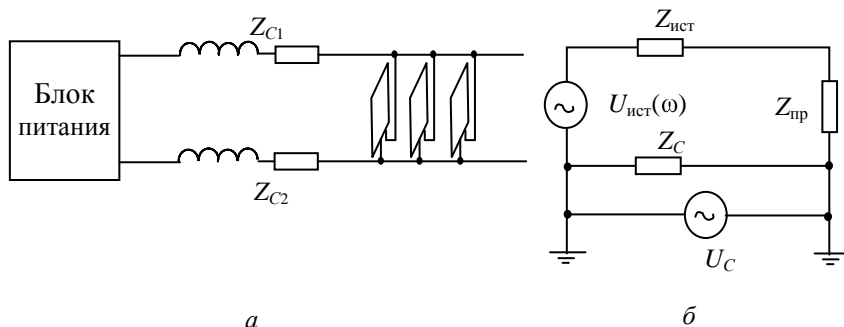 Z_C1
Блок
питания
Z_C2
а
Z_ист
U_ист(ω)
Z_пр
Z_C
U_C
б